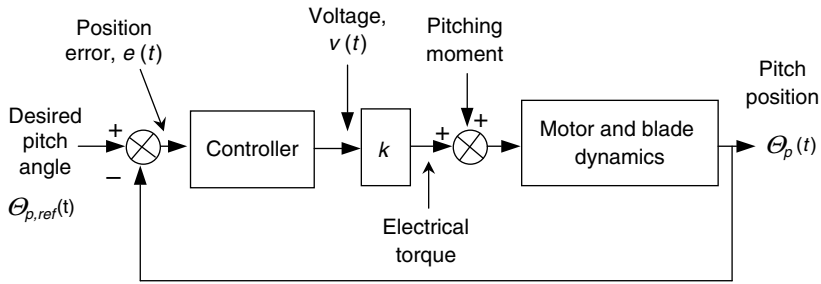 Position
error, e (t)
Voltage,
v (t)
Pitching
moment
Pitch
position
Desired
pitch
angle
Θp,ref(t)
+
−
Controller
k
+
+
Motor and blade
dynamics
Θp (t)
Electrical
torque